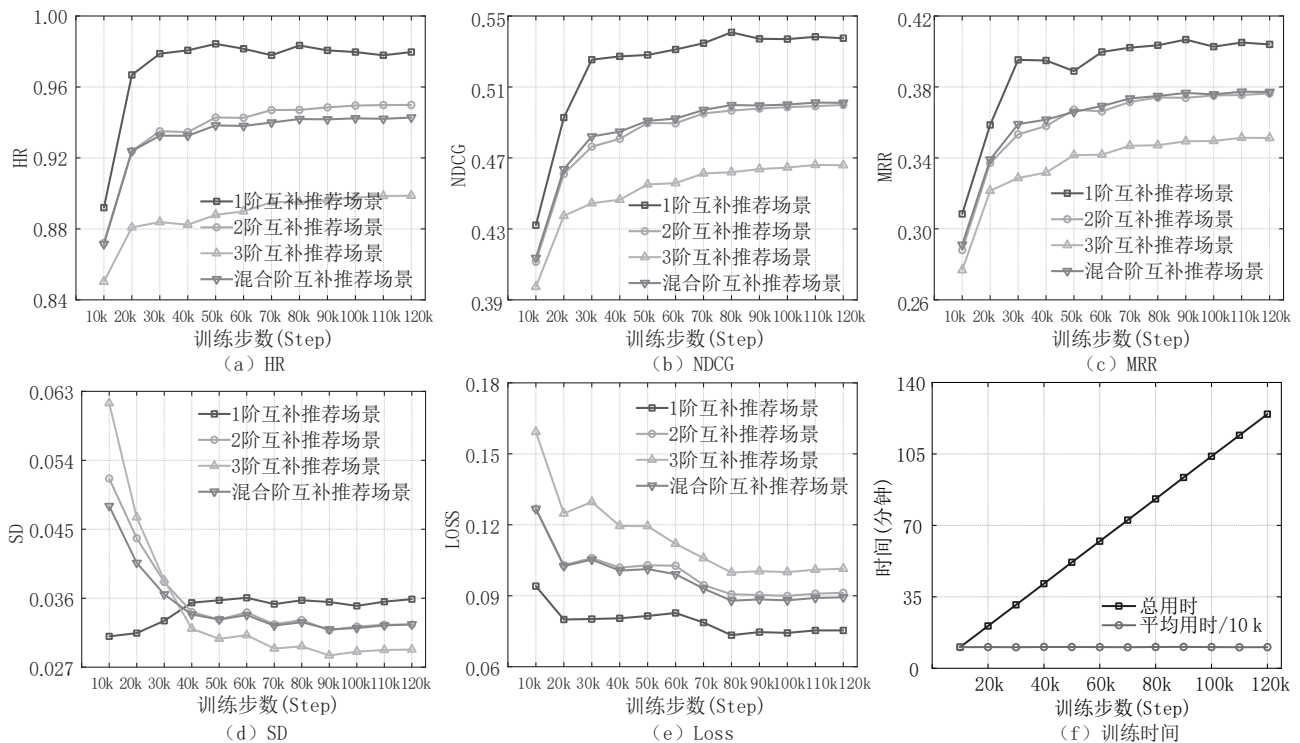 1.00
0.96
0.92
0.88
0.84
HR
1阶互补推荐场景
2阶互补推荐场景
3阶互补推荐场景
混合阶互补推荐场景
10k 20k 30k 40k 50k 60k 70k 80k 90k100k110k 120k
训练步数(Step)
（a）HR
0.55
0.51
0.47
0.43
0.39
NDCG
1阶互补推荐场景
2阶互补推荐场景
3阶互补推荐场景
混合阶互补推荐场景
10k 20k 30k 40k 50k 60k 70k 80k 90k100k110k 120k
训练步数(Step)
（b）NDCG
0.42
0.38
0.34
0.30
0.26
MRR
1阶互补推荐场景
2阶互补推荐场景
3阶互补推荐场景
混合阶互补推荐场景
10k 20k 30k 40k 50k 60k 70k 80k 90k100k110k 120k
训练步数(Step)
（c）MRR
0.063
0.054
0.045
0.036
0.027
SD
1阶互补推荐场景
2阶互补推荐场景
3阶互补推荐场景
混合阶互补推荐场景
10k 20k 30k 40k 50k 60k 70k 80k 90k100k110k 120k
训练步数(Step)
（d）SD
0.18
0.15
0.12
0.09
0.06
LOSS
1阶互补推荐场景
2阶互补推荐场景
3阶互补推荐场景
混合阶互补推荐场景
10k 20k 30k 40k 50k 60k 70k 80k 90k100k110k 120k
训练步数(Step)
（e）Loss
140
105
70
35
0
时间(分钟)
总用时
平均用时/10k
20k 40k 60k 80k 100k 120k
训练步数(Step)
（f）训练时间